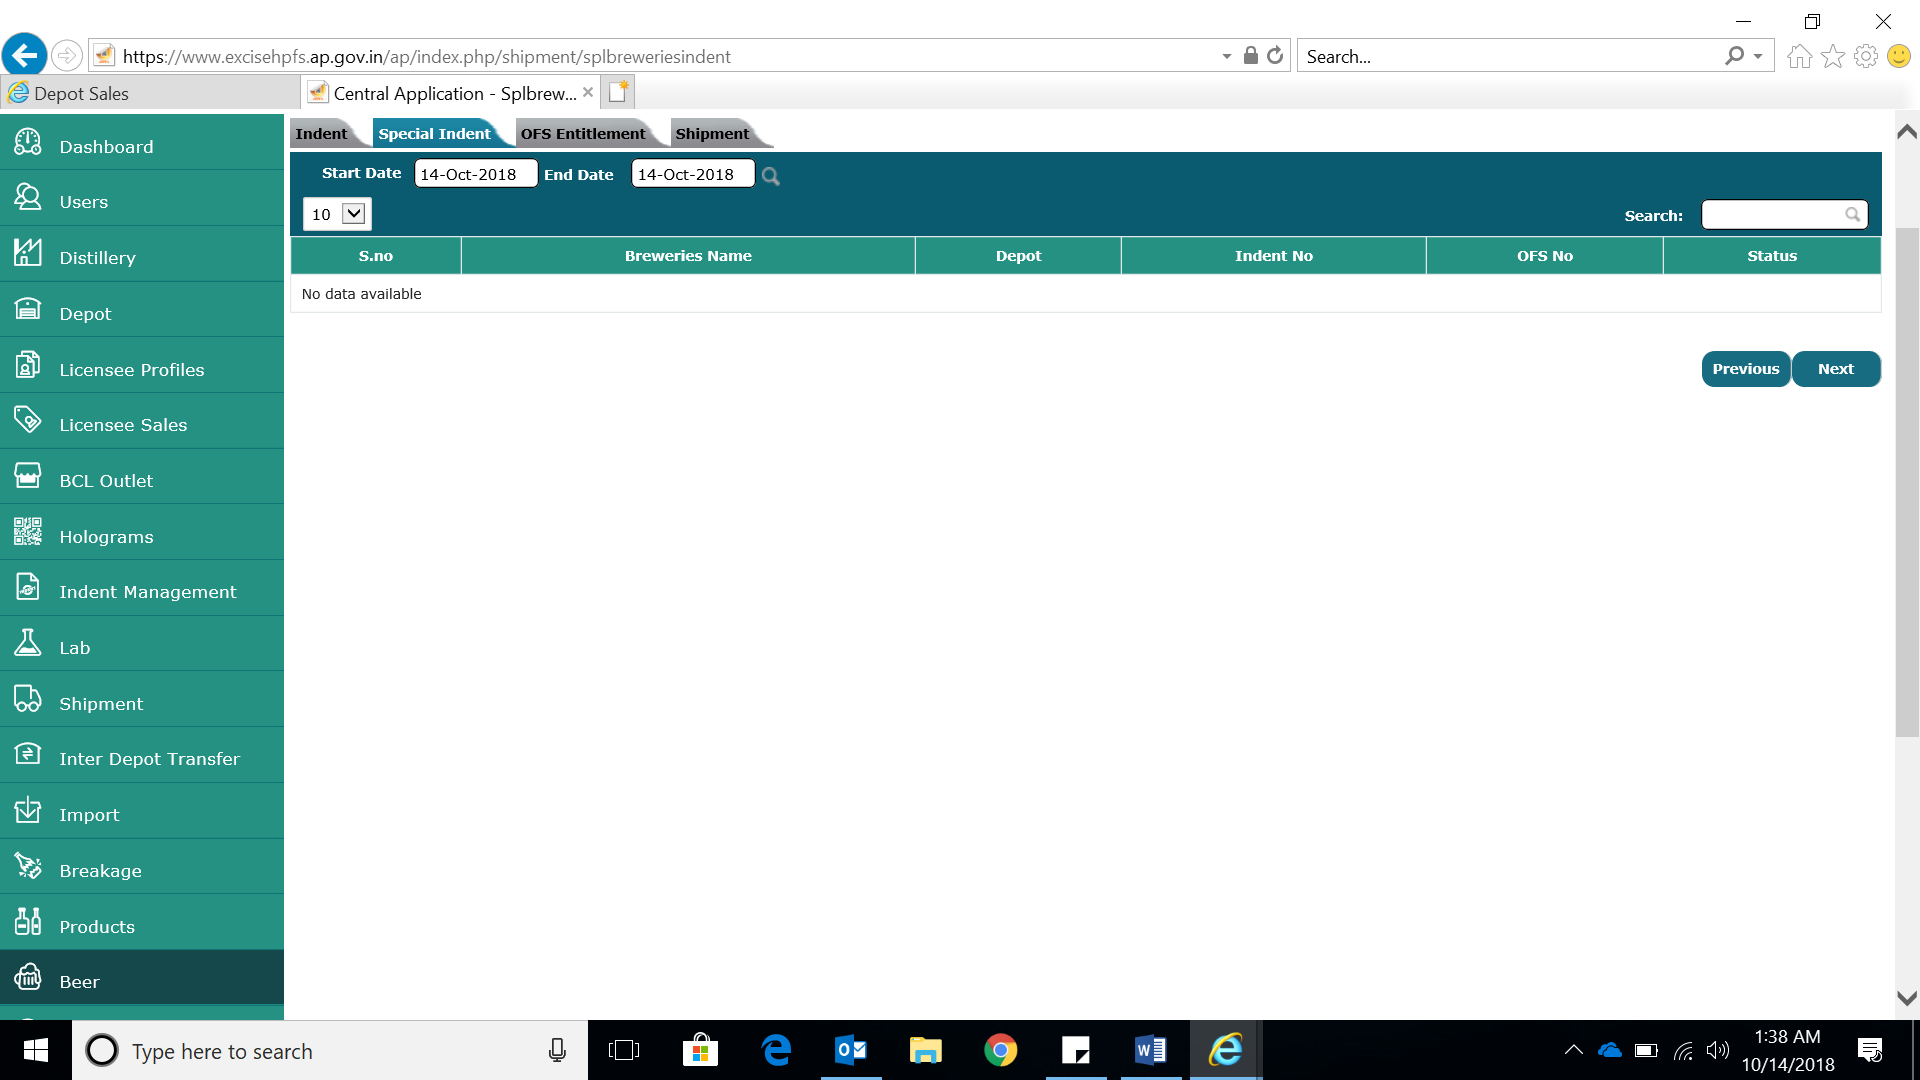 https://www.excisehpfs.ap.gov.in/ap/index.php/shipment/splbreweriesindent
Search...
Depot Sales
Central Application - Splbrew...
Dashboard
Users
Distillery
Depot
Licensee Profiles
Licensee Sales
BCL Outlet
Holograms
Indent Management
Lab
Shipment
Inter Depot Transfer
Import
Breakage
Products
Beer
Indent
Special Indent
OFS Entitlement
Shipment
Start Date 14-Oct-2018 End Date 14-Oct-2018
10
Search:
S.no Breweries Name Depot Indent No OFS No Status
No data available
Previous Next
Type here to search
1:38 AM
10/14/2018